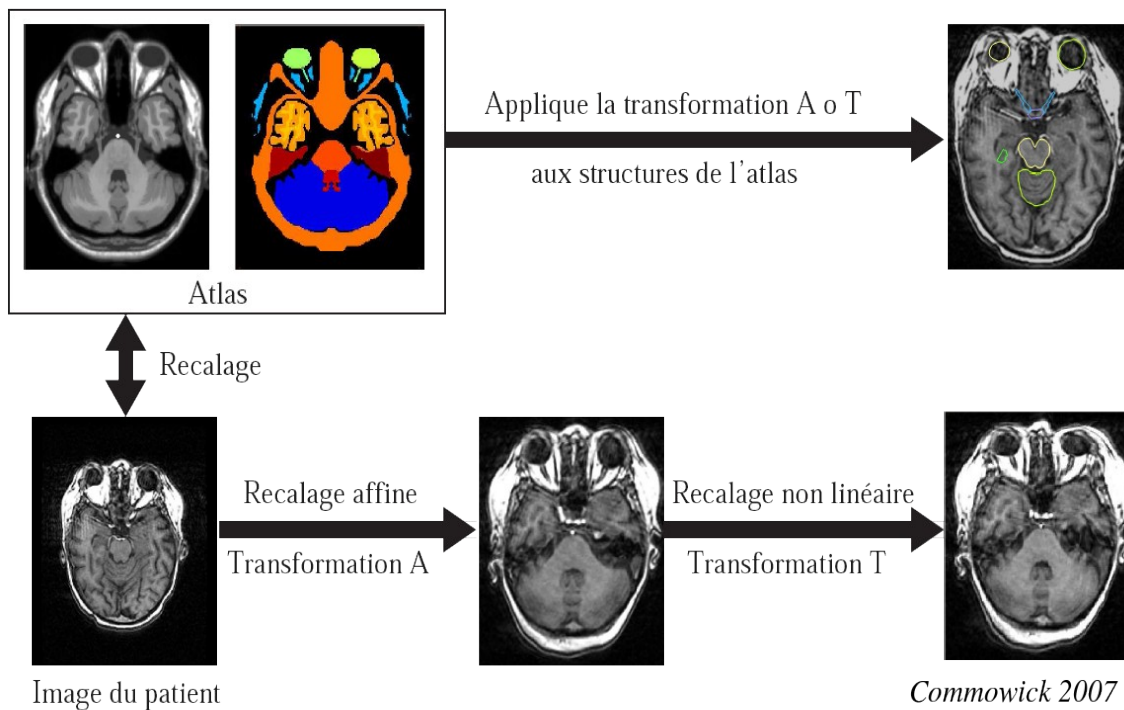 Applique la transformation A o T
aux structures de l'atlas
Atlas
Recalage
Recalage affine
Transformation A
Recalage non linéaire
Transformation T
Image du patient
Commowick 2007